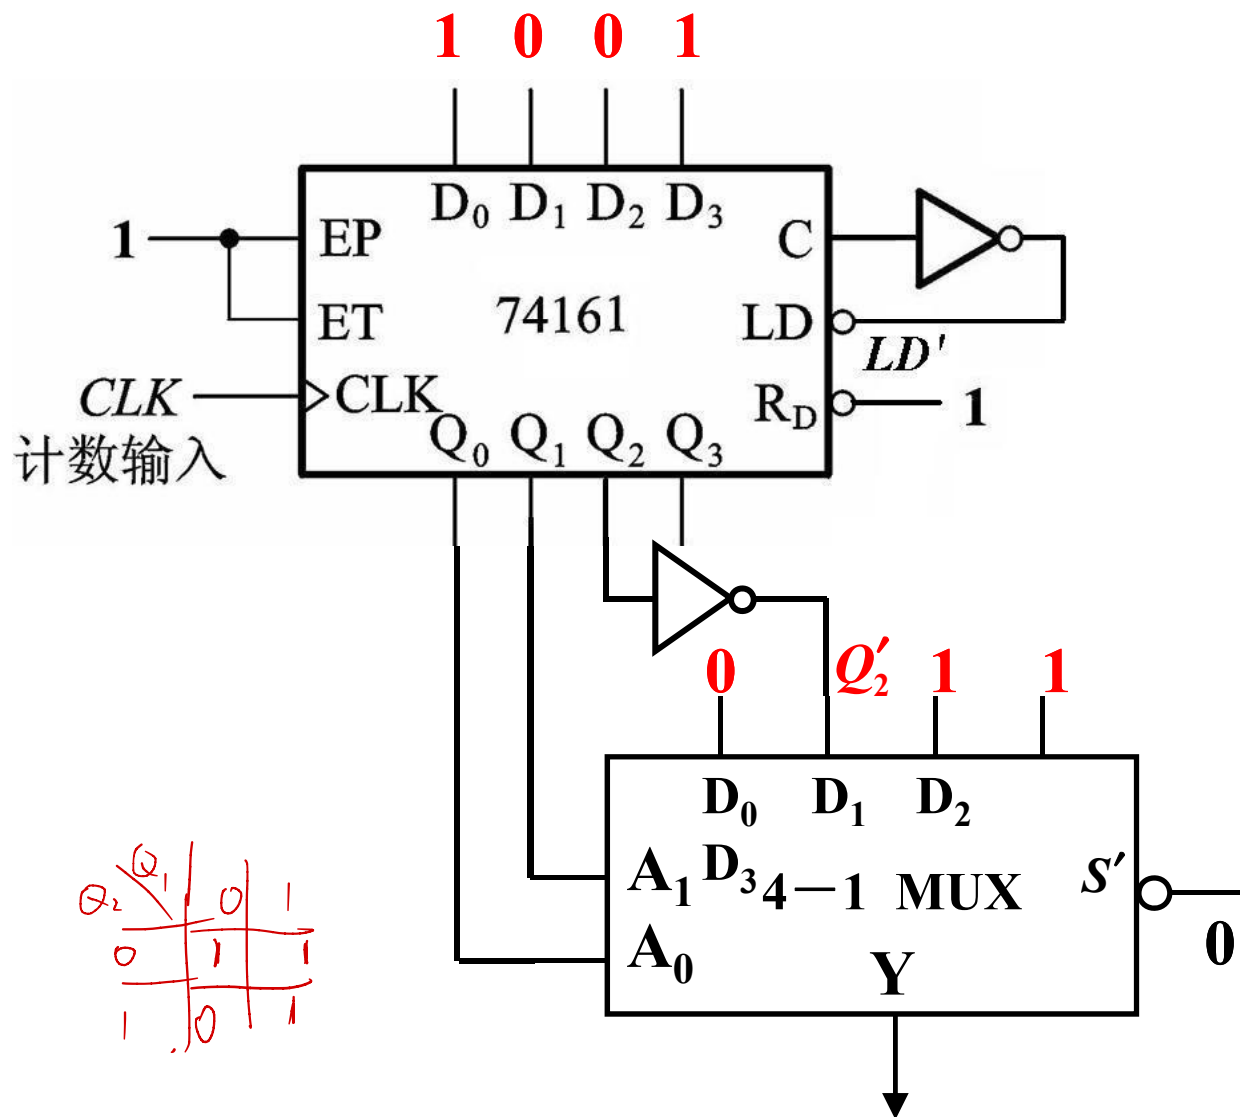 1 0 0 1
D0 D1 D2 D3
1 EP C
ET 74161 LD
LD'
CLK CLK RD 1
计数输入
Q0 Q1 Q2 Q3
0 Q2' 1 1
D0 D1 D2
A1 D3 4-1 MUX S'
0
A0
Y
Q1
Q2 0 1
0 1 1
1 0 1